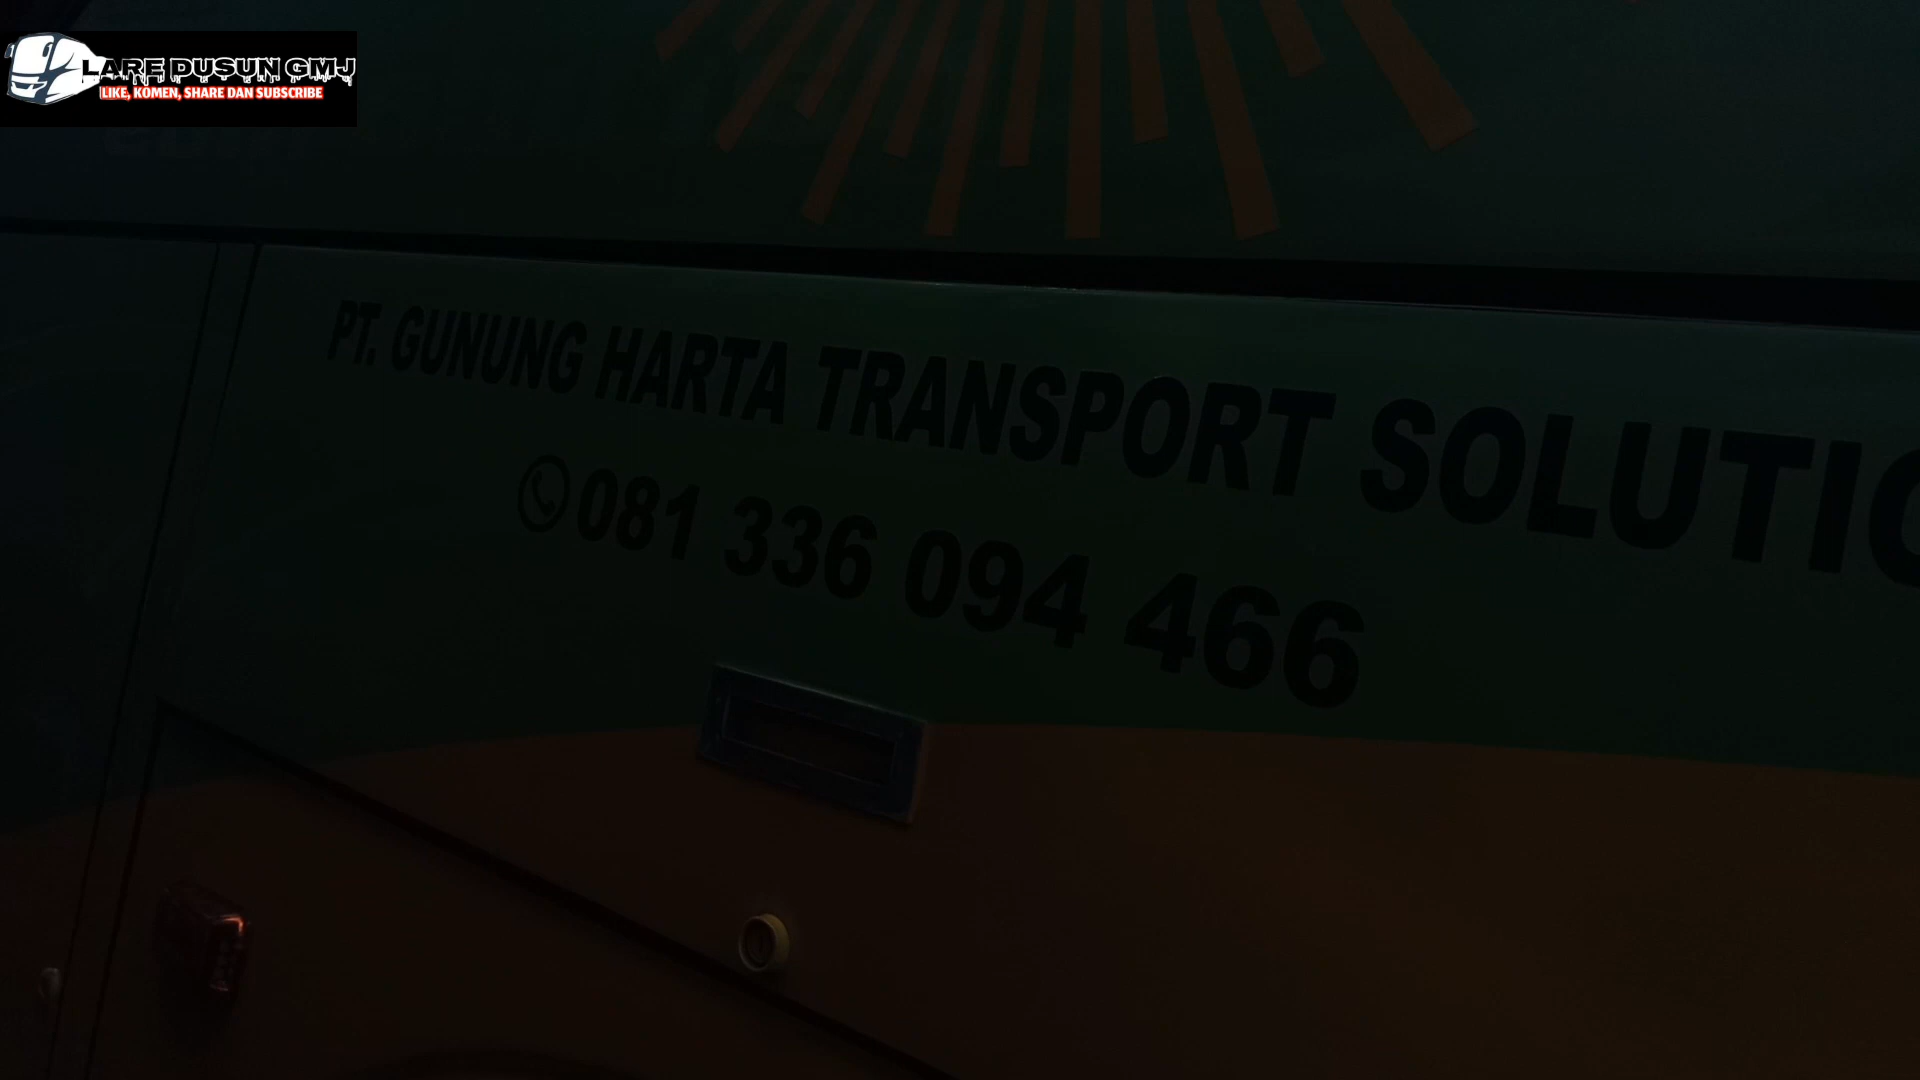 LARE DUSUN GMJ
LIKE, KOMEN, SHARE DAN SUBSCRIBE
PT. GUNUNG HARTA TRANSPORT SOLUTIO
081 336 094 466